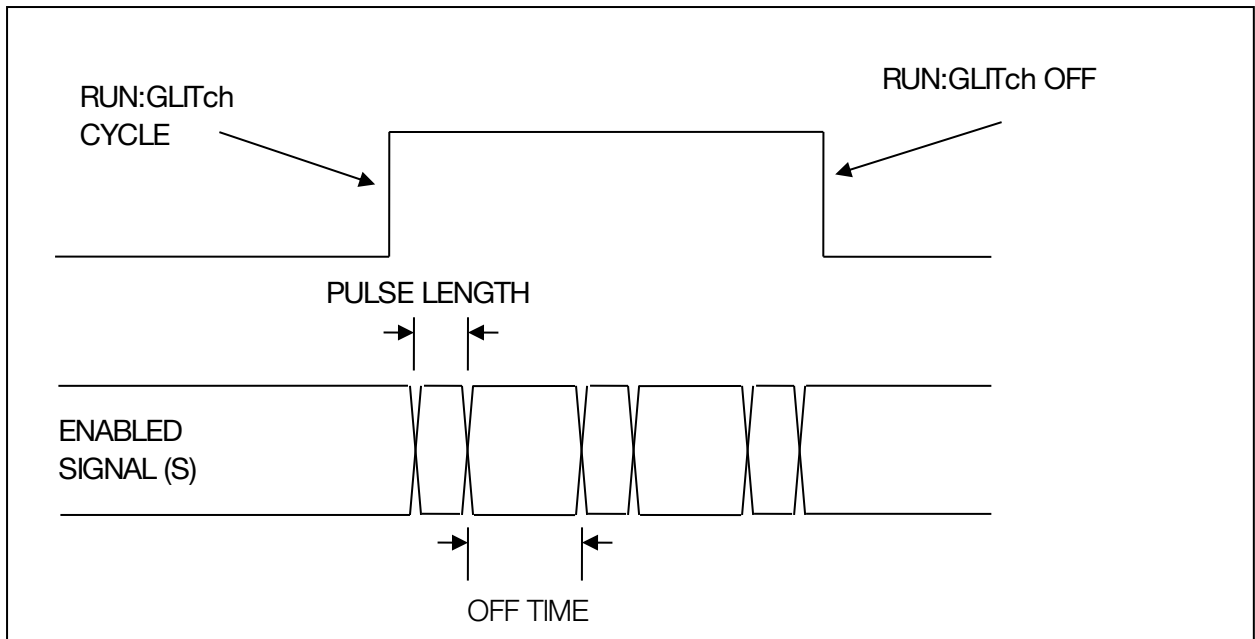 RUN:GLITch
CYCLE
RUN:GLITch OFF
PULSE LENGTH
ENABLED
SIGNAL (S)
OFF TIME